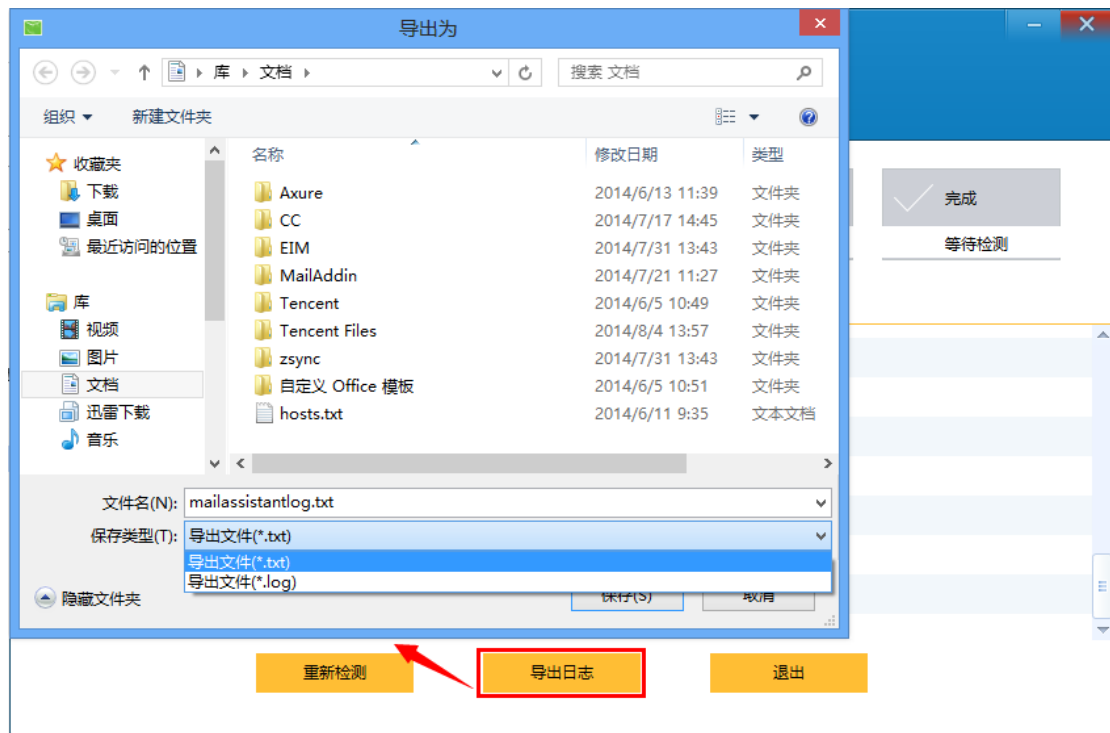 导出为
库 文档
搜索 文档
组织 新建文件夹
名称 修改日期 类型
收藏夹
下载
桌面
最近访问的位置
库
视频
图片
文档
迅雷下载
音乐
Axure 2014/6/13 11:39 文件夹
CC 2014/7/17 14:45 文件夹
EIM 2014/7/31 13:43 文件夹
MailAddin 2014/7/21 11:27 文件夹
Tencent 2014/6/5 10:49 文件夹
Tencent Files 2014/8/4 13:57 文件夹
zsync 2014/7/31 13:43 文件夹
自定义 Office 模板 2014/6/5 10:51 文件夹
hosts.txt 2014/6/11 9:35 文本文档
文件名(N): mailassistantlog.txt
保存类型(T): 导出文件(*.txt)
导出文件(*.txt)
导出文件(*.log)
隐藏文件夹 保存(S) 取消
完成
等待检测
重新检测 导出日志 退出